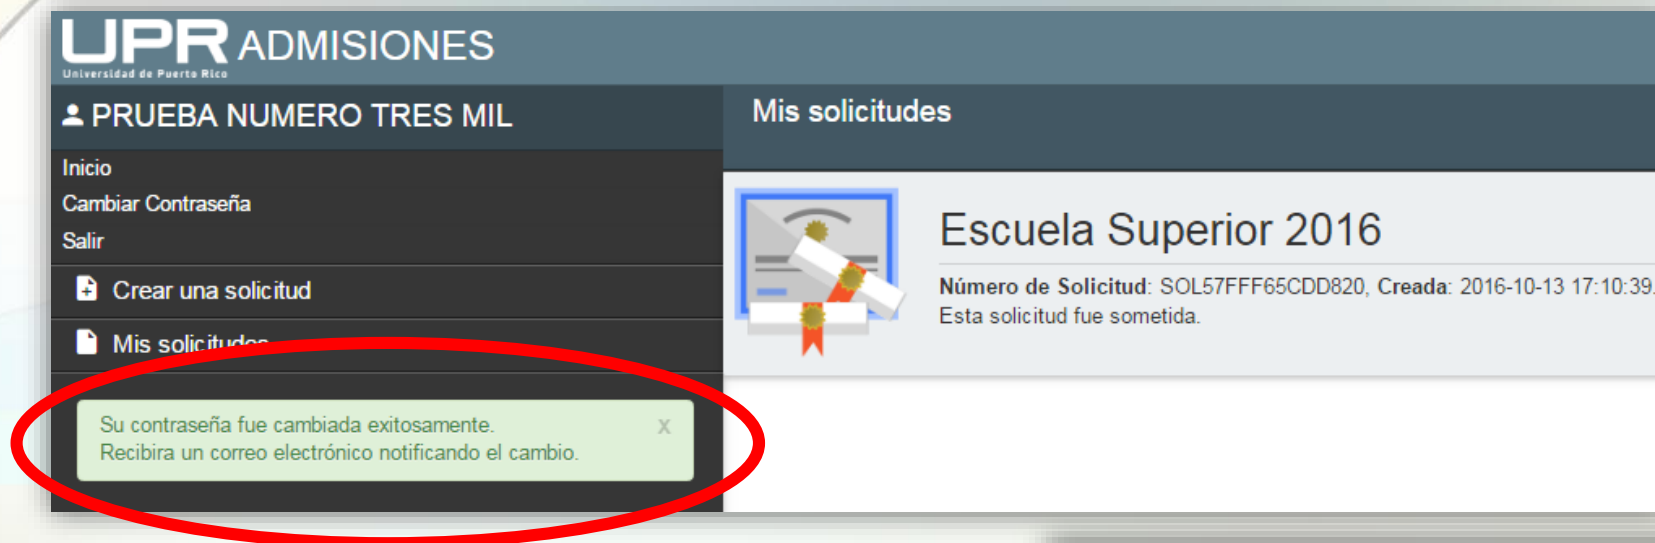 UPR ADMISIONES
Universidad de Puerto Rico
PRUEBA NUMERO TRES MIL
Inicio
Cambiar Contraseña
Salir
Crear una solicitud
Mis solicitudes
Su contraseña fue cambiada exitosamente. x
Recibira un correo electrónico notificando el cambio.
Mis solicitudes
Escuela Superior 2016
Número de Solicitud: SOL57FFF65CDD820, Creada: 2016-10-13 17:10:39.
Esta solicitud fue sometida.